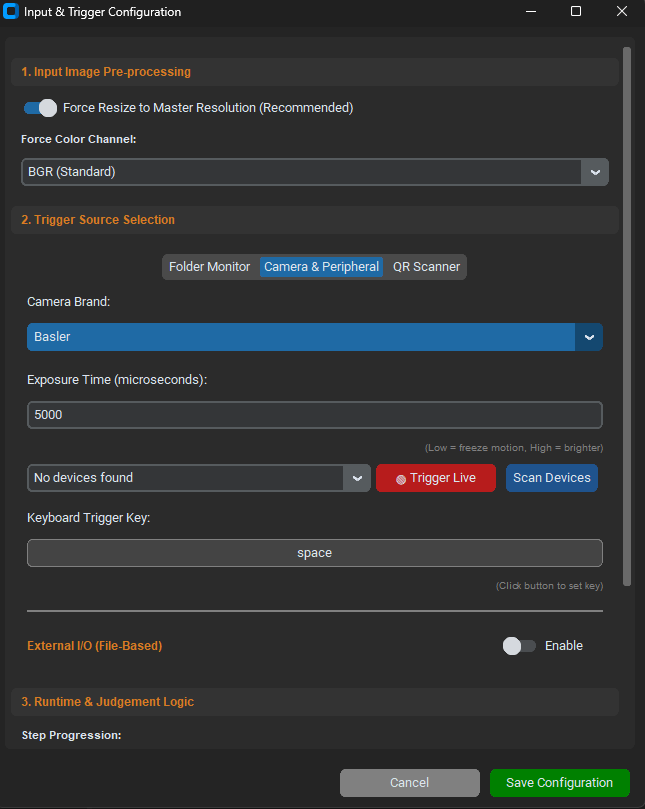 Input & Trigger Configuration
1. Input Image Pre-processing
Force Resize to Master Resolution (Recommended)
Force Color Channel:
BGR (Standard)
2. Trigger Source Selection
Folder Monitor Camera & Peripheral QR Scanner
Camera Brand:
Basler
Exposure Time (microseconds):
5000
(Low = freeze motion, High = brighter)
No devices found Trigger Live Scan Devices
Keyboard Trigger Key:
space
(Click button to set key)
External I/O (File-Based) Enable
3. Runtime & Judgement Logic
Step Progression:
Cancel Save Configuration